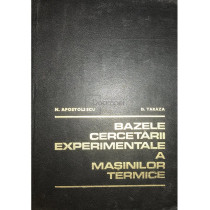 N. APOSTOLESCU D. TARAZA
BAZELE
CERCETĂRII
EXPERIMENTALE
A
MAȘINILOR
TERMICE